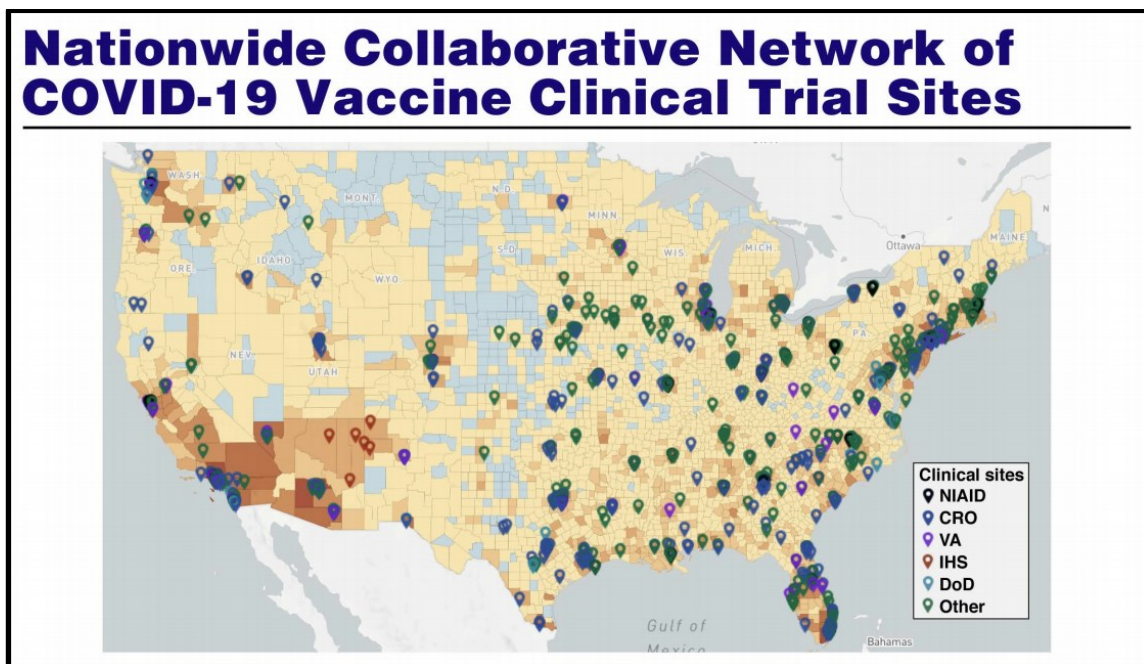 Nationwide Collaborative Network of
COVID-19 Vaccine Clinical Trial Sites
WASH.
MONT.
N.D.
MINN.
Ottawa
MAINE
ORE.
IDAHO
S.D.
WIS.
MICH.
WYO.
NEV.
UTAH
PA.
Clinical sites
NIAID
CRO
VA
IHS
DoD
Other
Gulf of
Mexico
Bahamas